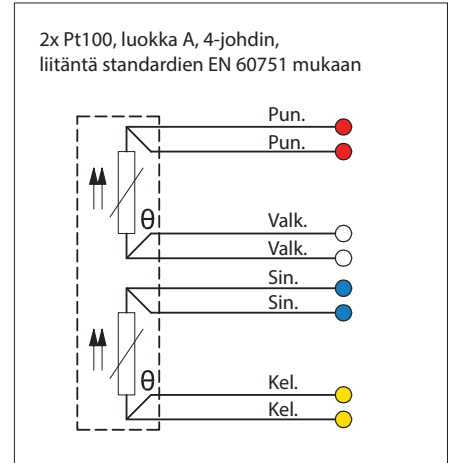 2x Pt100, luokka A, 4-johdin,
liitäntä standardien EN 60751 mukaan
Pun.
Pun.
θ
Valk.
Valk.
Sin.
Sin.
θ
Kel.
Kel.